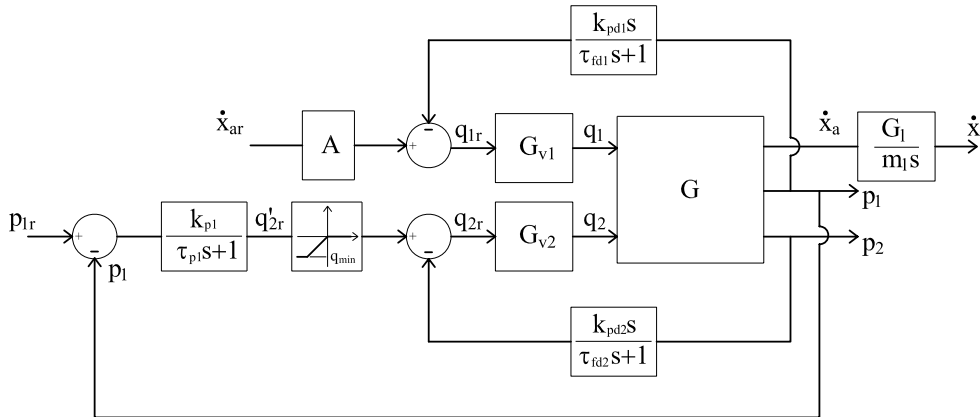 k_pd1 s
τ_fd1 s+1
ẋ_ar
A
-
+
q_1r
G_v1
q_1
G
ẋ_a
G_l
m_l s
ẋ
p_1r
+
-
p_1
k_p1
τ_p1 s+1
q'_2r
q_min
+
-
q_2r
G_v2
q_2
p_1
p_2
k_pd2 s
τ_fd2 s+1